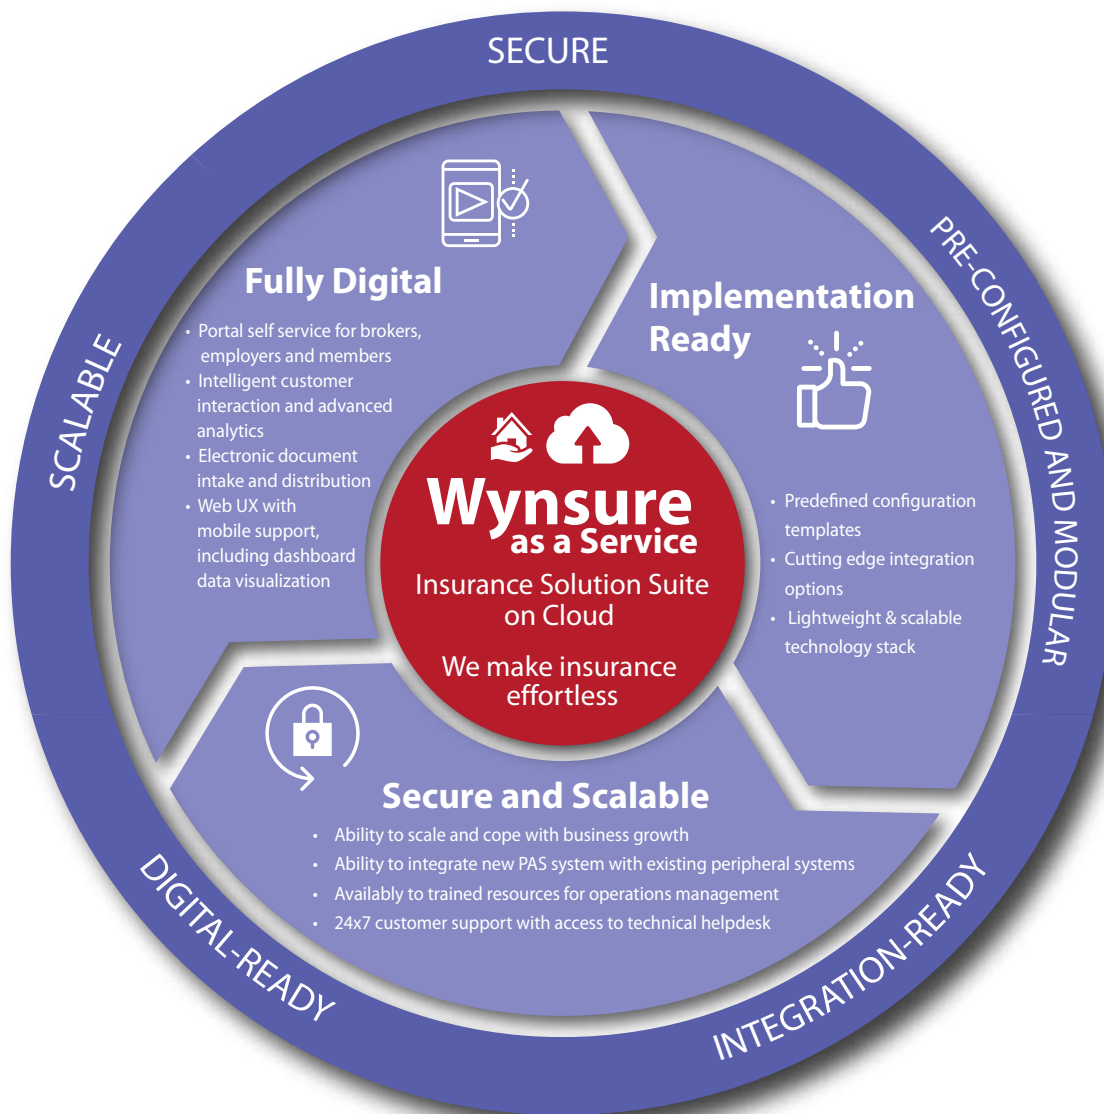 SECURE
PRE-CONFIGURED AND MODULAR
INTEGRATION-READY
DIGITAL-READY
SCALABLE
Fully Digital
• Portal self service for brokers,
employers and members
• Intelligent customer
interaction and advanced
analytics
• Electronic document
intake and distribution
• Web UX with
mobile support,
including dashboard
data visualization
Implementation
Ready
• Predefined configuration
templates
• Cutting edge integration
options
• Lightweight & scalable
technology stack
Wynsure
as a Service
Insurance Solution Suite
on Cloud
We make insurance
effortless
Secure and Scalable
• Ability to scale and cope with business growth
• Ability to integrate new PAS system with existing peripheral systems
• Availably to trained resources for operations management
• 24x7 customer support with access to technical helpdesk